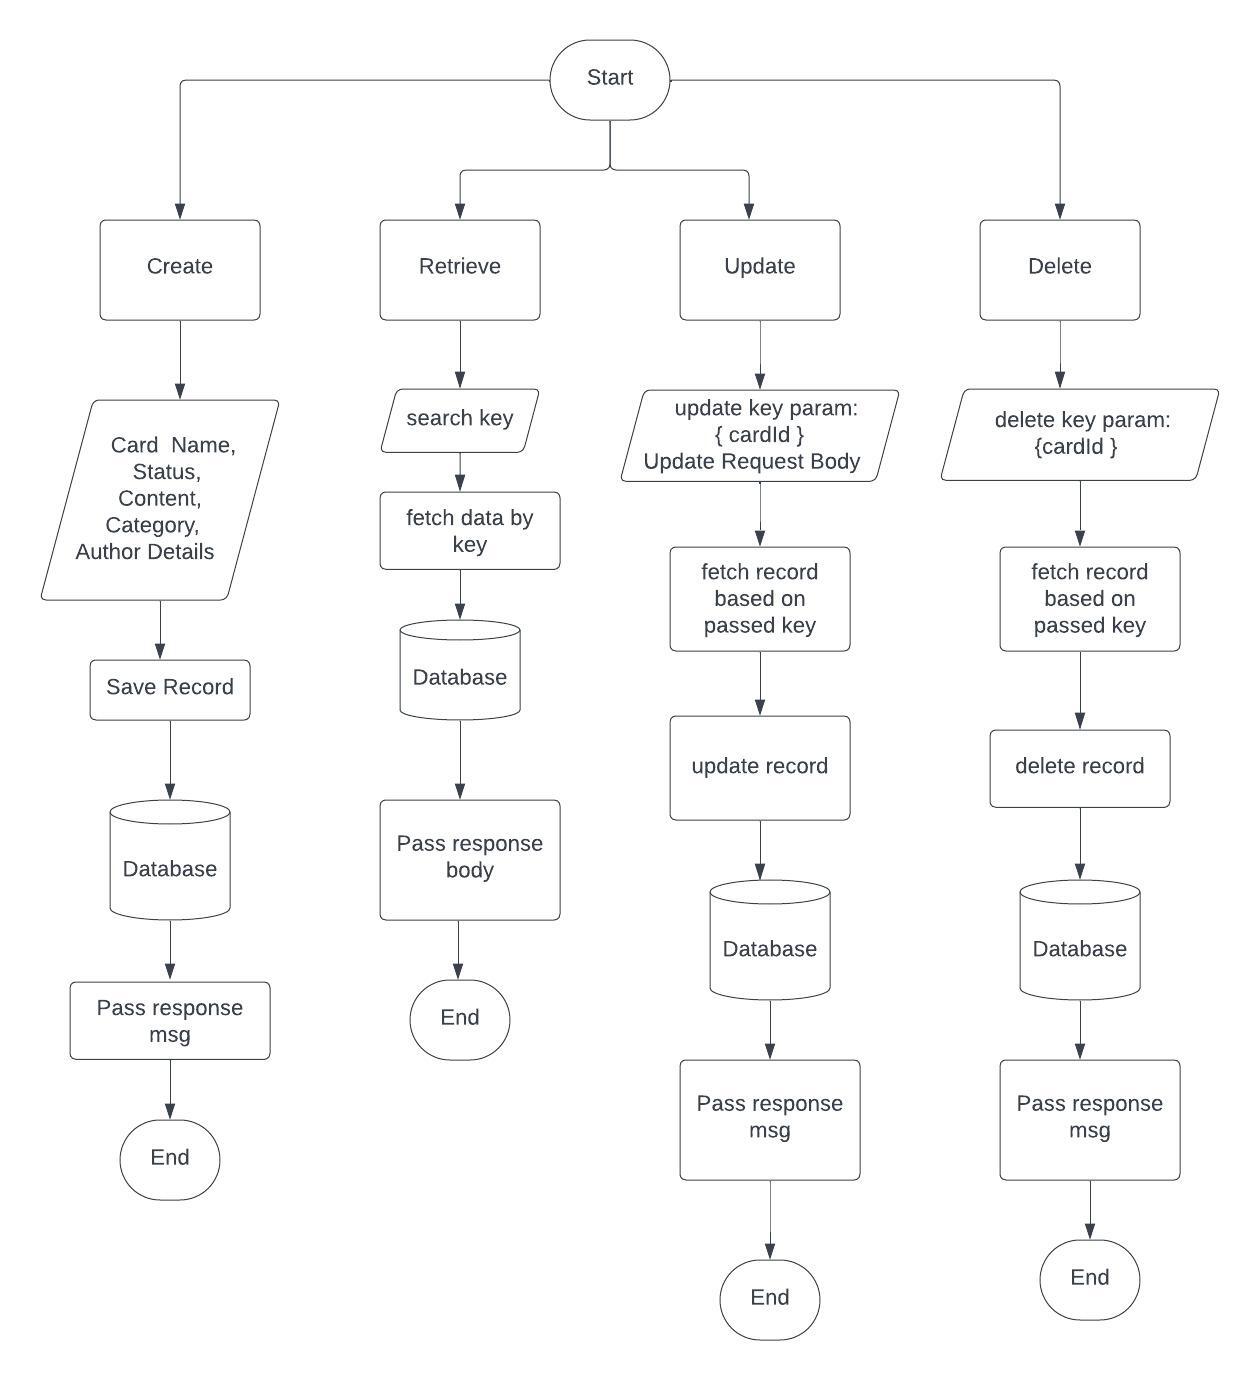 Start
Create
Card  Name,
Status,
Content,
Category,
Author Details
Save Record
Database
Pass response
msg
End
Retrieve
search key
fetch data by
key
Database
Pass response
body
End
Update
update key param:
{ cardId }
Update Request Body
fetch record
based on
passed key
update record
Database
Pass response
msg
End
Delete
delete key param:
{cardId }
fetch record
based on
passed key
delete record
Database
Pass response
msg
End